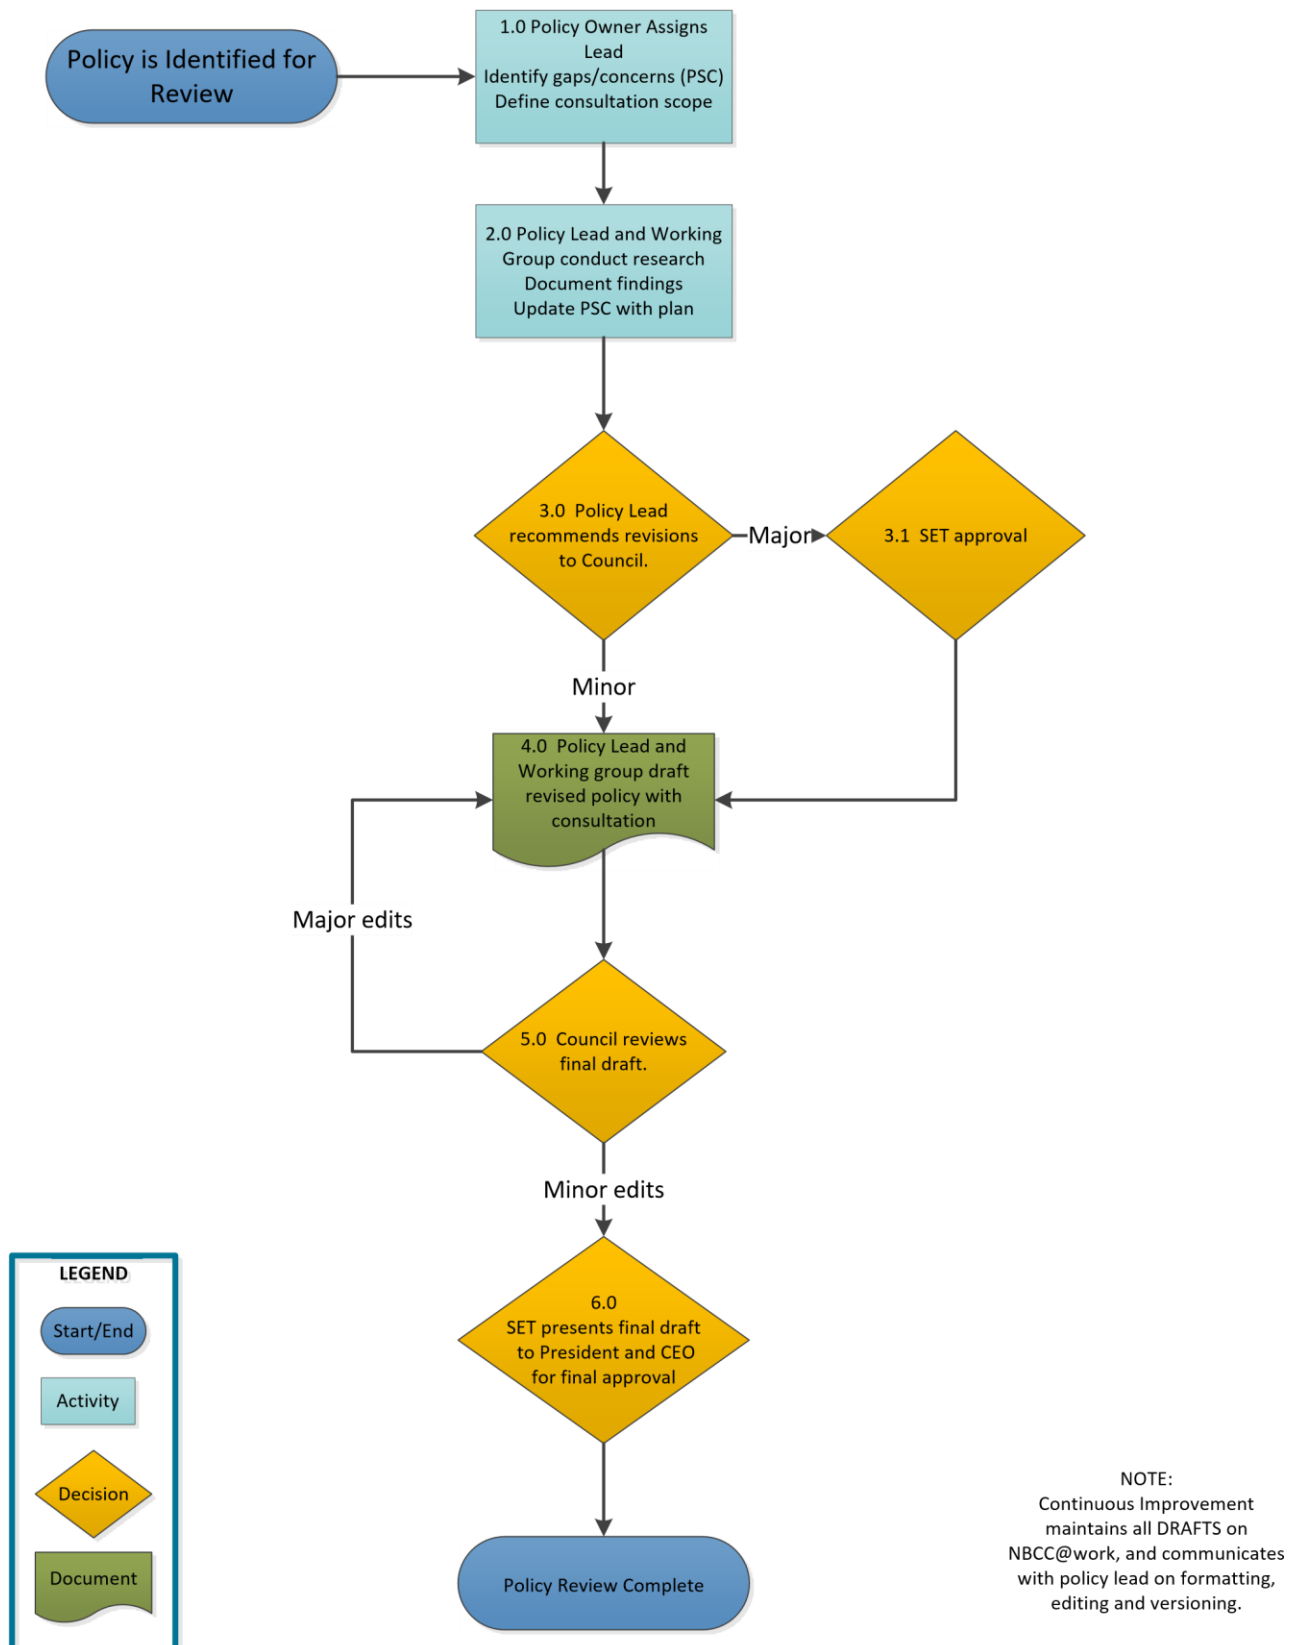 Policy is Identified for
Review
1.0 Policy Owner Assigns
Lead
Identify gaps/concerns (PSC)
Define consultation scope
2.0 Policy Lead and Working
Group conduct research
Document findings
Update PSC with plan
3.0  Policy Lead
recommends revisions
to Council.
Major
3.1  SET approval
Minor
4.0  Policy Lead and
Working group draft
revised policy with
consultation
Major edits
5.0  Council reviews
final draft.
Minor edits
6.0
SET presents final draft
to President and CEO
for final approval
Policy Review Complete
LEGEND
Start/End
Activity
Decision
Document
NOTE:
Continuous Improvement
maintains all DRAFTS on
NBCC@work, and communicates
with policy lead on formatting,
editing and versioning.